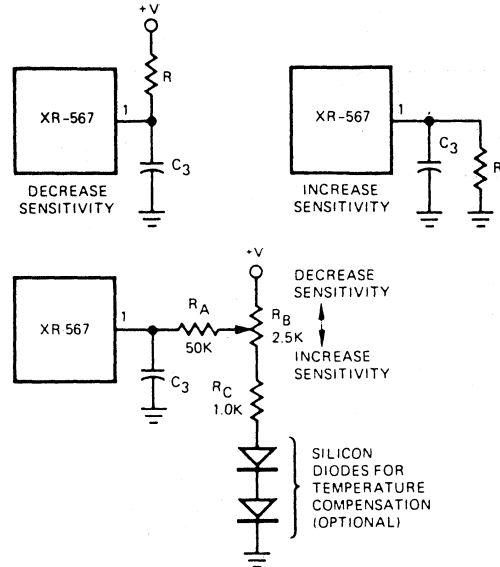 +V
R
XR-567
1
C3
DECREASE
SENSITIVITY
XR-567
1
C3
R
INCREASE
SENSITIVITY
+V
DECREASE
SENSITIVITY
XR 567
1
RA
50K
RB
2.5K
INCREASE
SENSITIVITY
C3
RC
1.0K
SILICON
DIODES FOR
TEMPERATURE
COMPENSATION
(OPTIONAL)